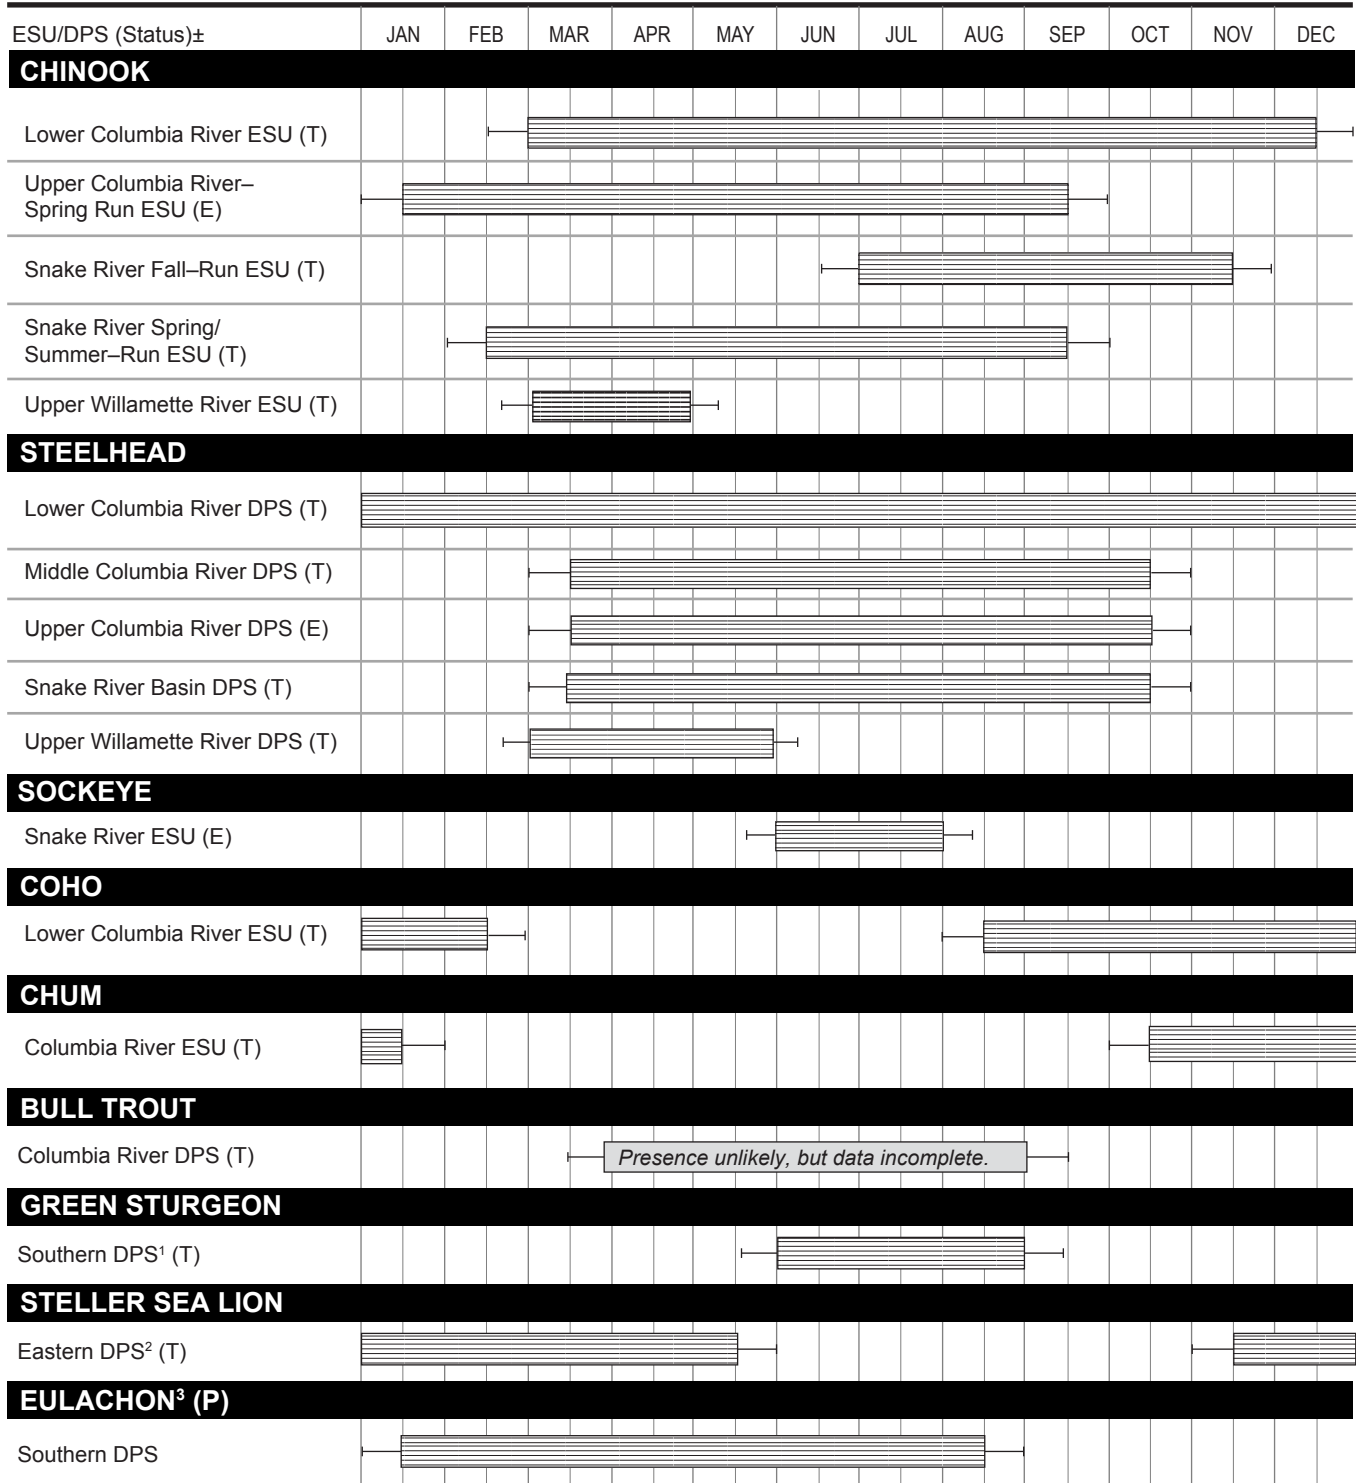 ESU/DPS (Status)± JAN FEB MAR APR MAY JUN JUL AUG SEP OCT NOV DEC
CHINOOK
Lower Columbia River ESU (T)
Upper Columbia River–
Spring Run ESU (E)
Snake River Fall–Run ESU (T)
Snake River Spring/
Summer–Run ESU (T)
Upper Willamette River ESU (T)
STEELHEAD
Lower Columbia River DPS (T)
Middle Columbia River DPS (T)
Upper Columbia River DPS (E)
Snake River Basin DPS (T)
Upper Willamette River DPS (T)
SOCKEYE
Snake River ESU (E)
COHO
Lower Columbia River ESU (T)
CHUM
Columbia River ESU (T)
BULL TROUT
Columbia River DPS (T) Presence unlikely, but data incomplete.
GREEN STURGEON
Southern DPS¹ (T)
STELLER SEA LION
Eastern DPS² (T)
EULACHON³ (P)
Southern DPS